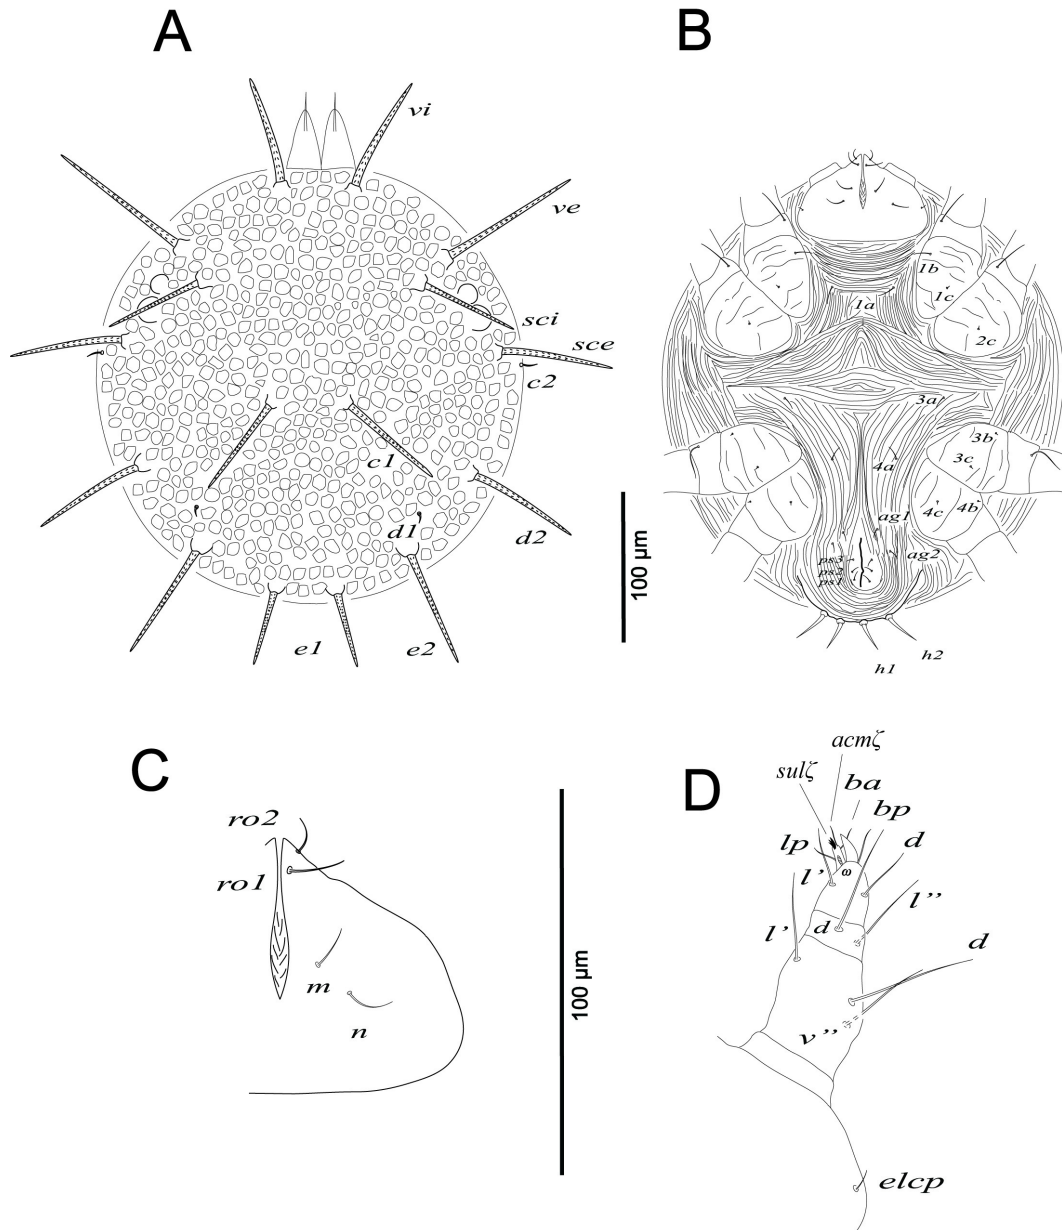 A
B
vi
ve
sci
sce
c2
c1
d1
d2
e1
e2
1b
1c
1a
2c
3a
3b
3c
4a
4c
4b
ag1
ag2
ps3
ps2
ps1
h1
h2
100 µm
C
ro2
ro1
m
n
100 µm
D
acmζ
sulζ
ba
bp
lp
d
l’
ω
l”
l’
d
d
v”
elcp